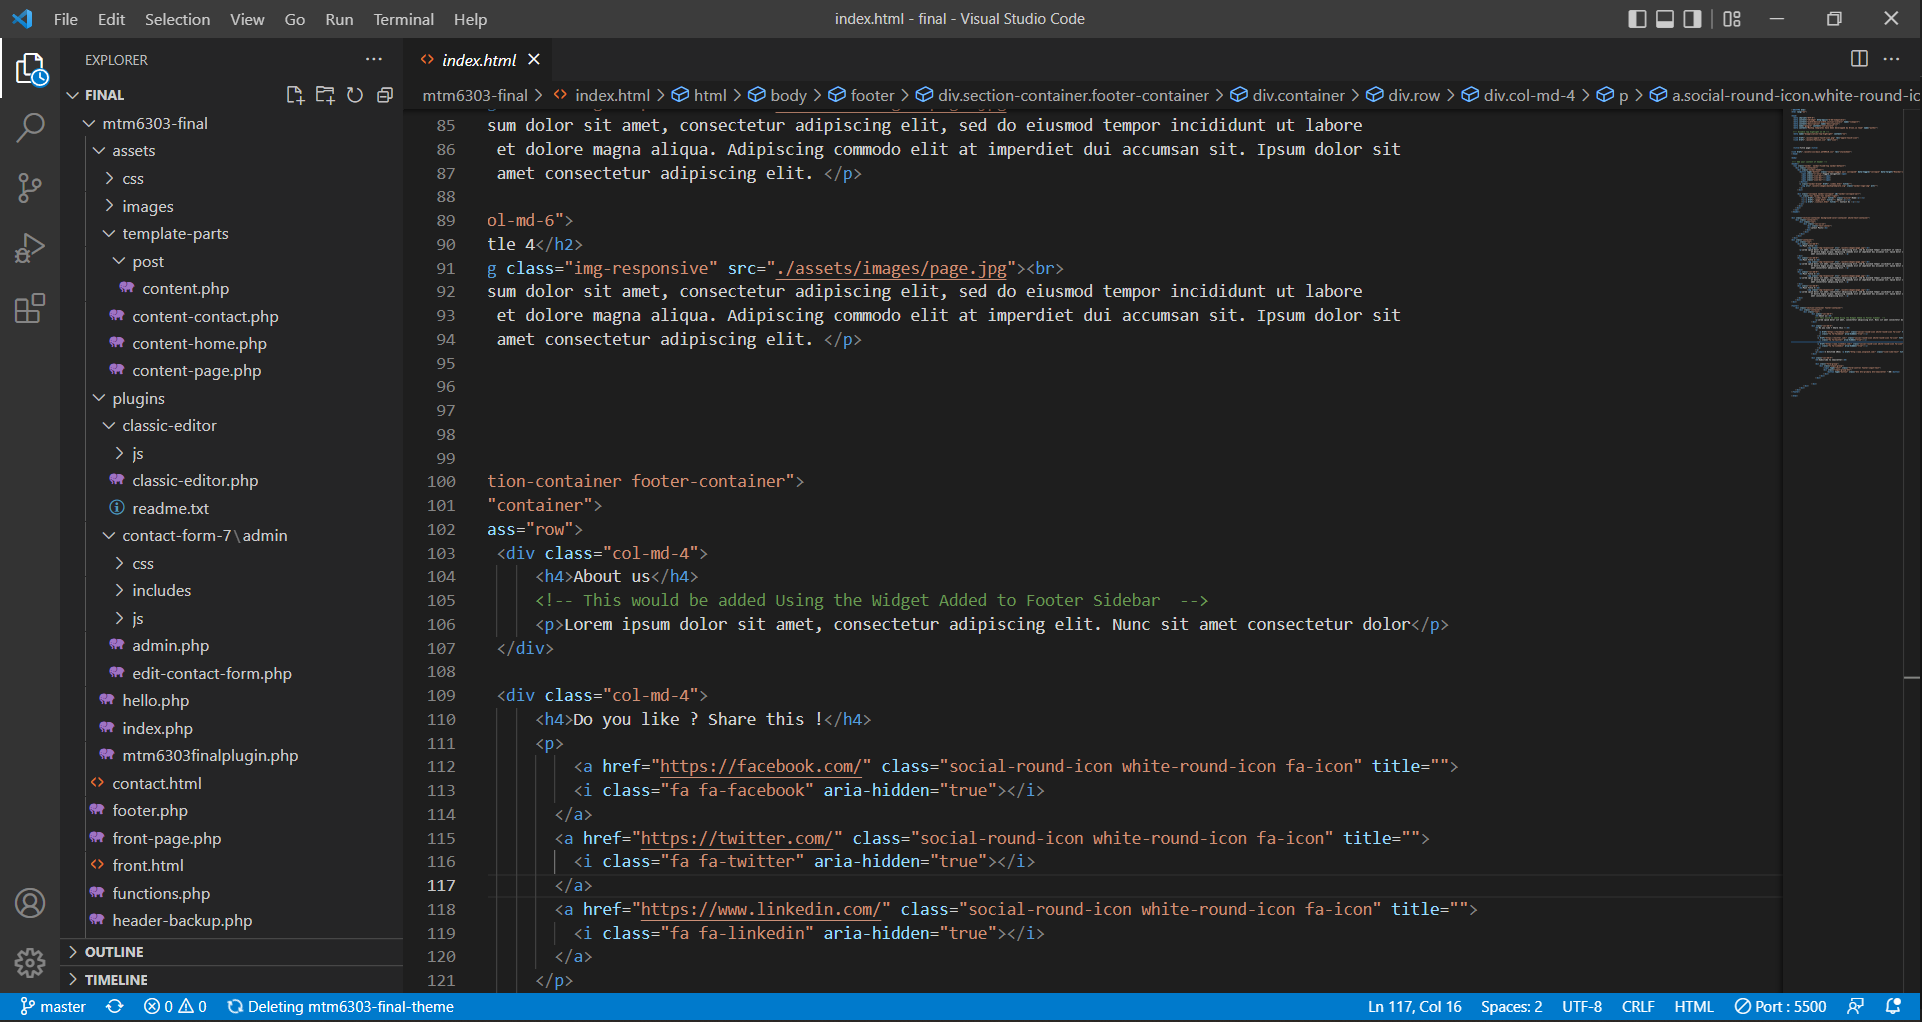 File Edit Selection View Go Run Terminal Help
index.html - final - Visual Studio Code
EXPLORER
FINAL
mtm6303-final
assets
css
images
template-parts
post
content.php
content-contact.php
content-home.php
content-page.php
plugins
classic-editor
js
classic-editor.php
readme.txt
contact-form-7\admin
css
includes
js
admin.php
edit-contact-form.php
hello.php
index.php
mtm6303finalplugin.php
contact.html
footer.php
front-page.php
front.html
functions.php
header-backup.php
OUTLINE
TIMELINE
index.html
mtm6303-final > index.html > html > body > footer > div.section-container.footer-container > div.container > div.row > div.col-md-4 > p > a.social-round-icon.white-round-ic
85 sum dolor sit amet, consectetur adipiscing elit, sed do eiusmod tempor incididunt ut labore
86 et dolore magna aliqua. Adipiscing commodo elit at imperdiet dui accumsan sit. Ipsum dolor sit
87 amet consectetur adipiscing elit. </p>
88
89 ol-md-6">
90 tle 4</h2>
91 g class="img-responsive" src="./assets/images/page.jpg"><br>
92 sum dolor sit amet, consectetur adipiscing elit, sed do eiusmod tempor incididunt ut labore
93 et dolore magna aliqua. Adipiscing commodo elit at imperdiet dui accumsan sit. Ipsum dolor sit
94 amet consectetur adipiscing elit. </p>
95
96
97
98
99
100 tion-container footer-container">
101 "container">
102 ass="row">
103 <div class="col-md-4">
104 <h4>About us</h4>
105 <!-- This would be added Using the Widget Added to Footer Sidebar  -->
106 <p>Lorem ipsum dolor sit amet, consectetur adipiscing elit. Nunc sit amet consectetur dolor</p>
107 </div>
108
109 <div class="col-md-4">
110 <h4>Do you like ? Share this !</h4>
111 <p>
112 <a href="https://facebook.com/" class="social-round-icon white-round-icon fa-icon" title="">
113 <i class="fa fa-facebook" aria-hidden="true"></i>
114 </a>
115 <a href="https://twitter.com/" class="social-round-icon white-round-icon fa-icon" title="">
116 <i class="fa fa-twitter" aria-hidden="true"></i>
117 </a>
118 <a href="https://www.linkedin.com/" class="social-round-icon white-round-icon fa-icon" title="">
119 <i class="fa fa-linkedin" aria-hidden="true"></i>
120 </a>
121 </p>
master 0 0 Deleting mtm6303-final-theme
Ln 117, Col 16 Spaces: 2 UTF-8 CRLF HTML Port : 5500